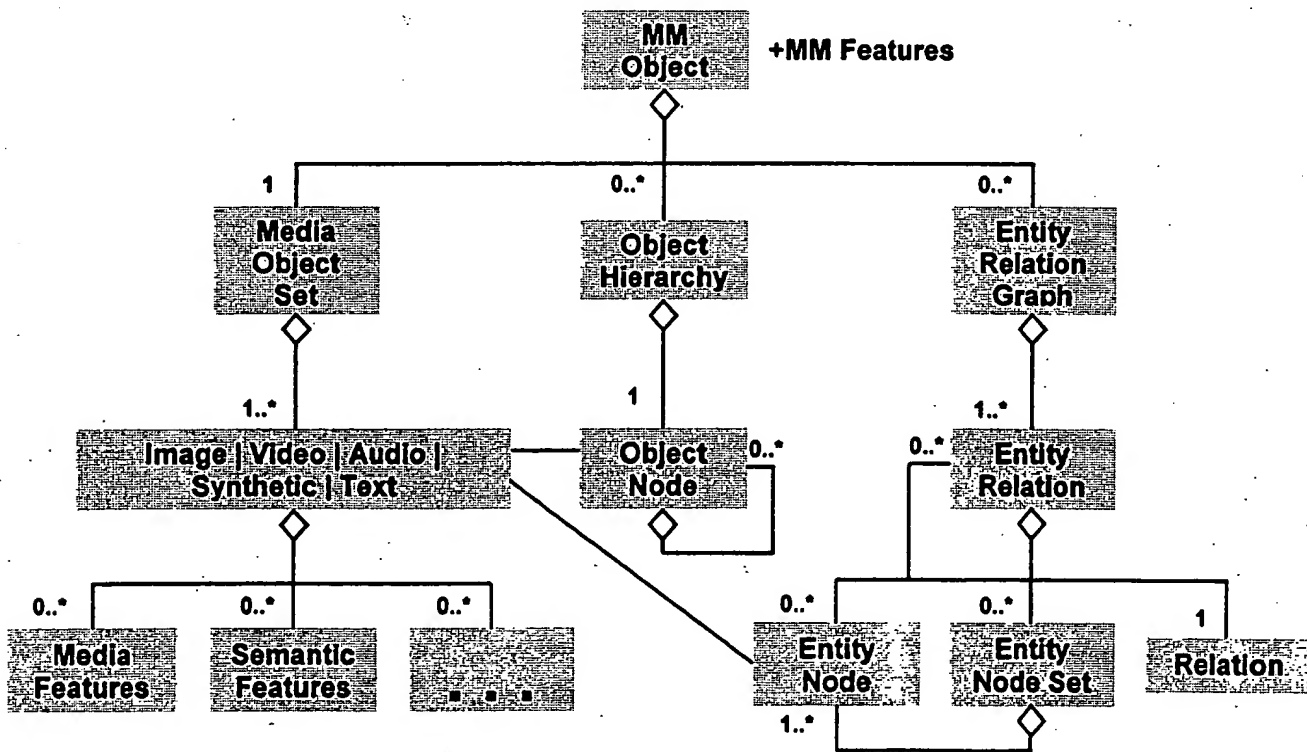 MM
Object
+MM Features
1
0..*
0..*
Media
Object
Set
Object
Hierarchy
Entity
Relation
Graph
1..*
1
1..*
Image | Video | Audio |
Synthetic | Text
Object
Node
0..*
0..*
Entity
Relation
0..*
0..*
0..*
0..*
0..*
1
Media
Features
Semantic
Features
. . .
Entity
Node
Entity
Node Set
Relation
1..*